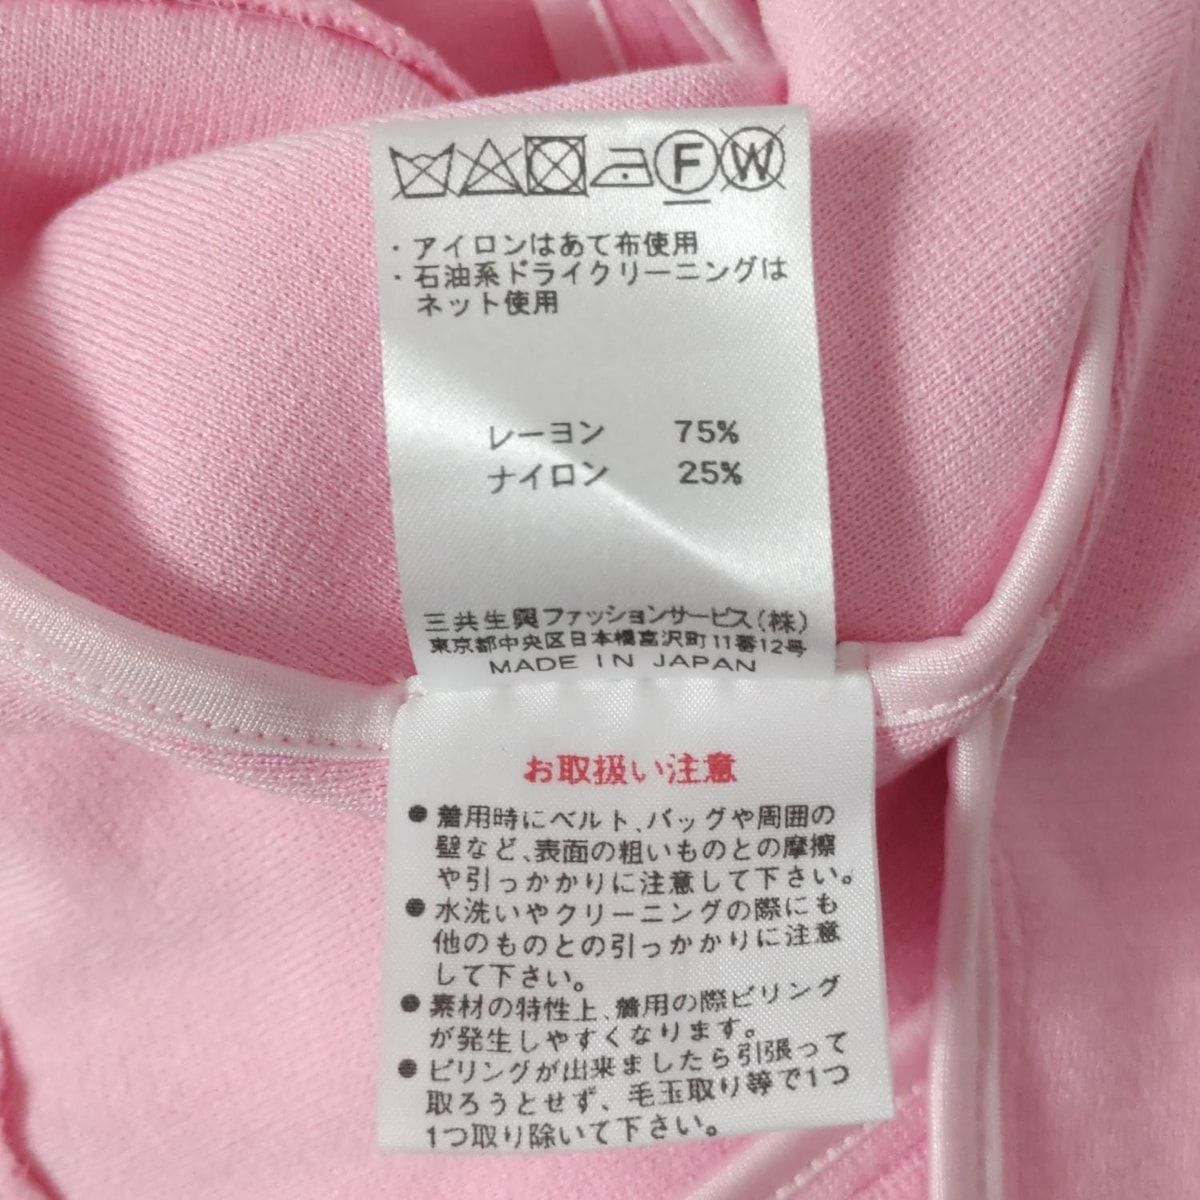 F W
・アイロンはあて布使用
・石油系ドライクリーニングは
ネット使用
レーヨン 75%
ナイロン 25%
三共生興ファッションサービス(株)
東京都中央区日本橋富沢町11番12号
MADE IN JAPAN
お取扱い注意
●着用時にベルト、バッグや周囲の
壁など、表面の粗いものとの摩擦
や引っかかりに注意して下さい。
●水洗いやクリーニングの際にも
他のものとの引っかかりに注意
して下さい。
●素材の特性上、着用の際ピリング
が発生しやすくなります。
●ピリングが出来ましたら引張って
取ろうとせず、毛玉取り等で1つ
1つ取り除いて下さい。